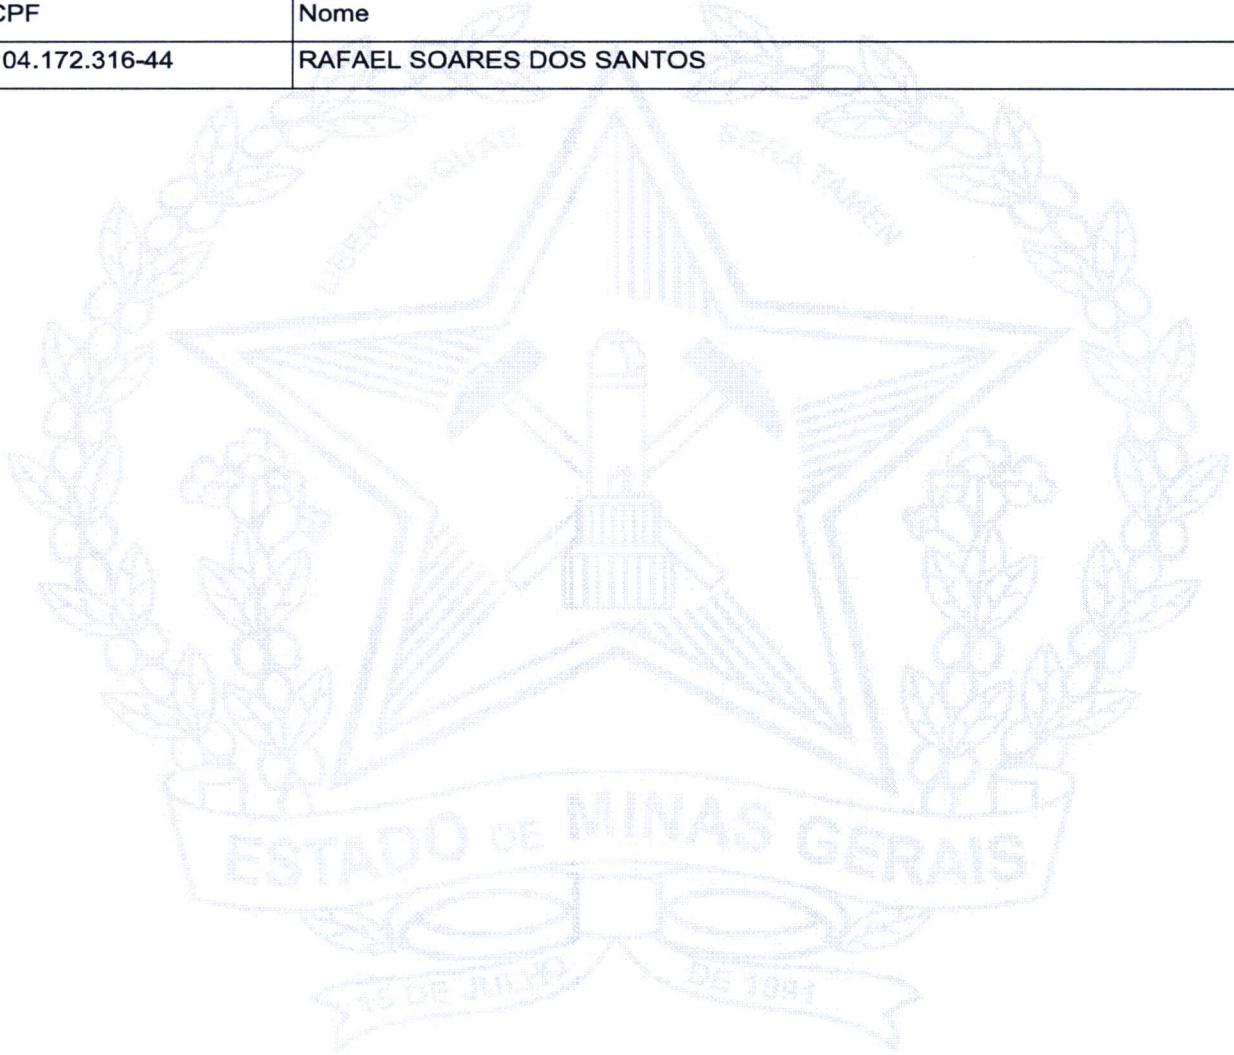 CPF Nome
04.172.316-44 RAFAEL SOARES DOS SANTOS
LIBERTAS QUAE SERA TAMEN
ESTADO DE MINAS GERAIS
15 DE JULHO DE 1891